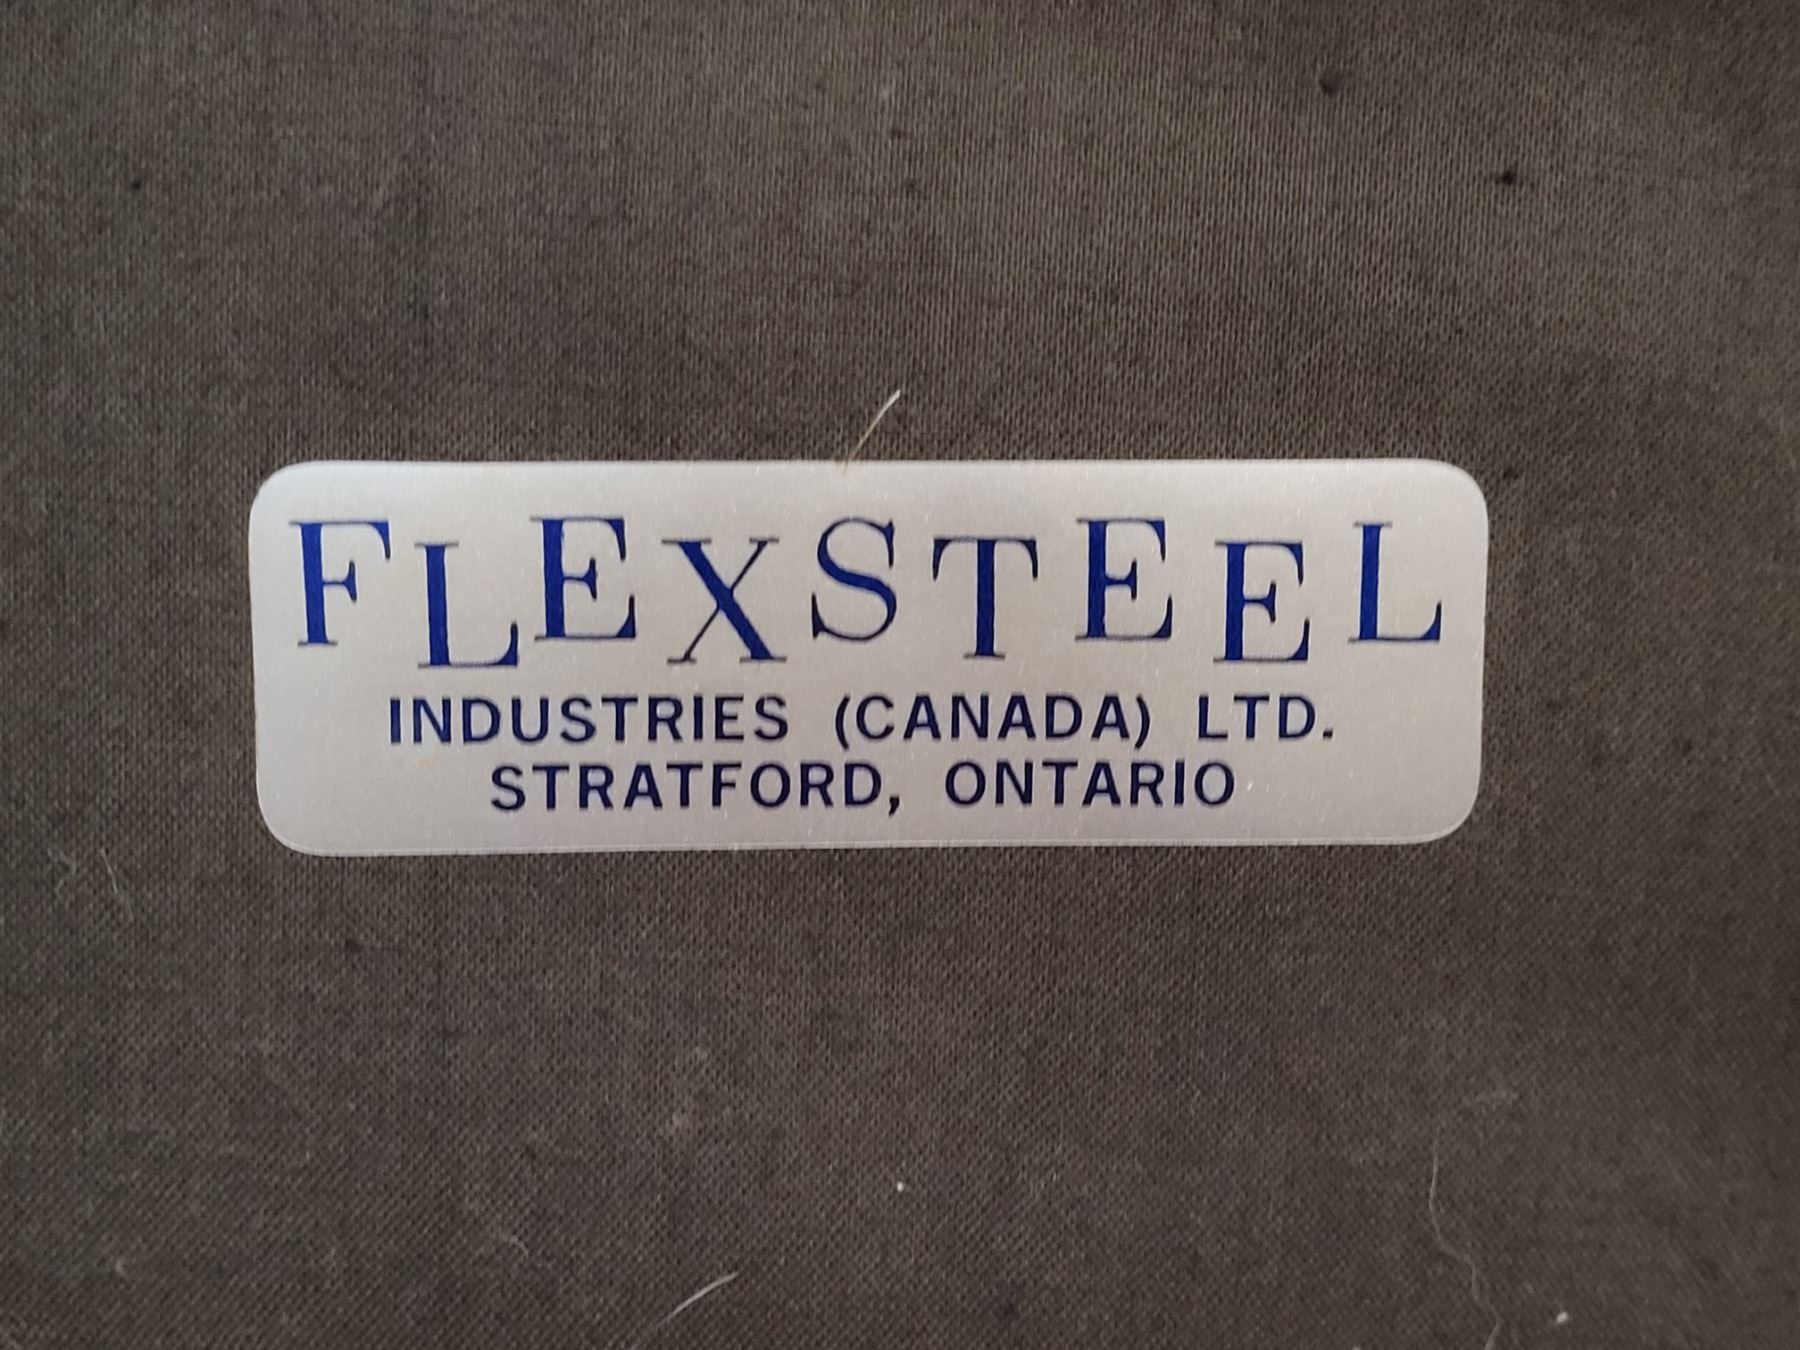 FLEXSTEEL
INDUSTRIES (CANADA) LTD.
STRATFORD, ONTARIO